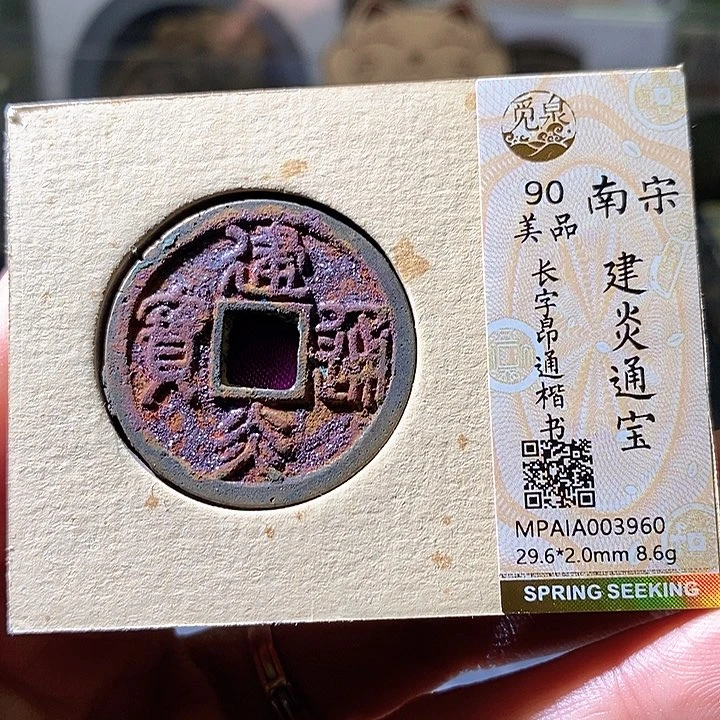 建
炎
通
寳
觅泉
90
美品
南宋
建炎通宝
长字昂通楷书
MPAIA003960
29.6*2.0mm 8.6g
SPRING SEEKING